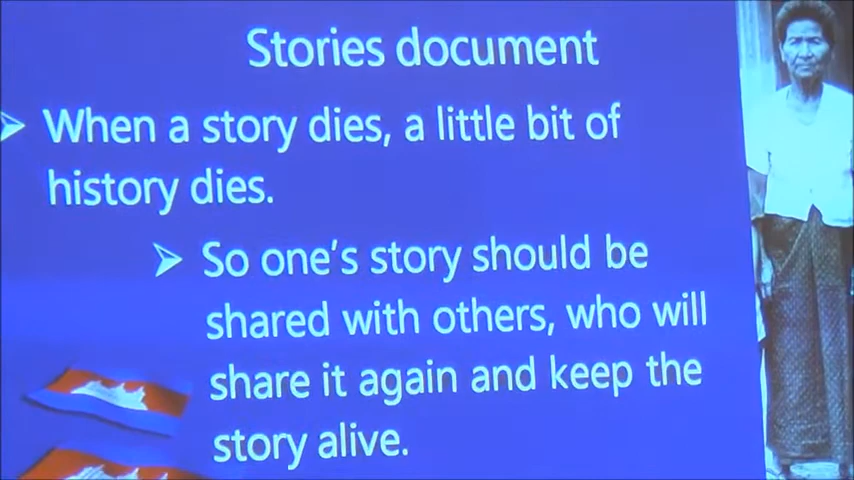 Stories document
When a story dies, a little bit of
history dies.
So one's story should be
shared with others, who will
share it again and keep the
story alive.